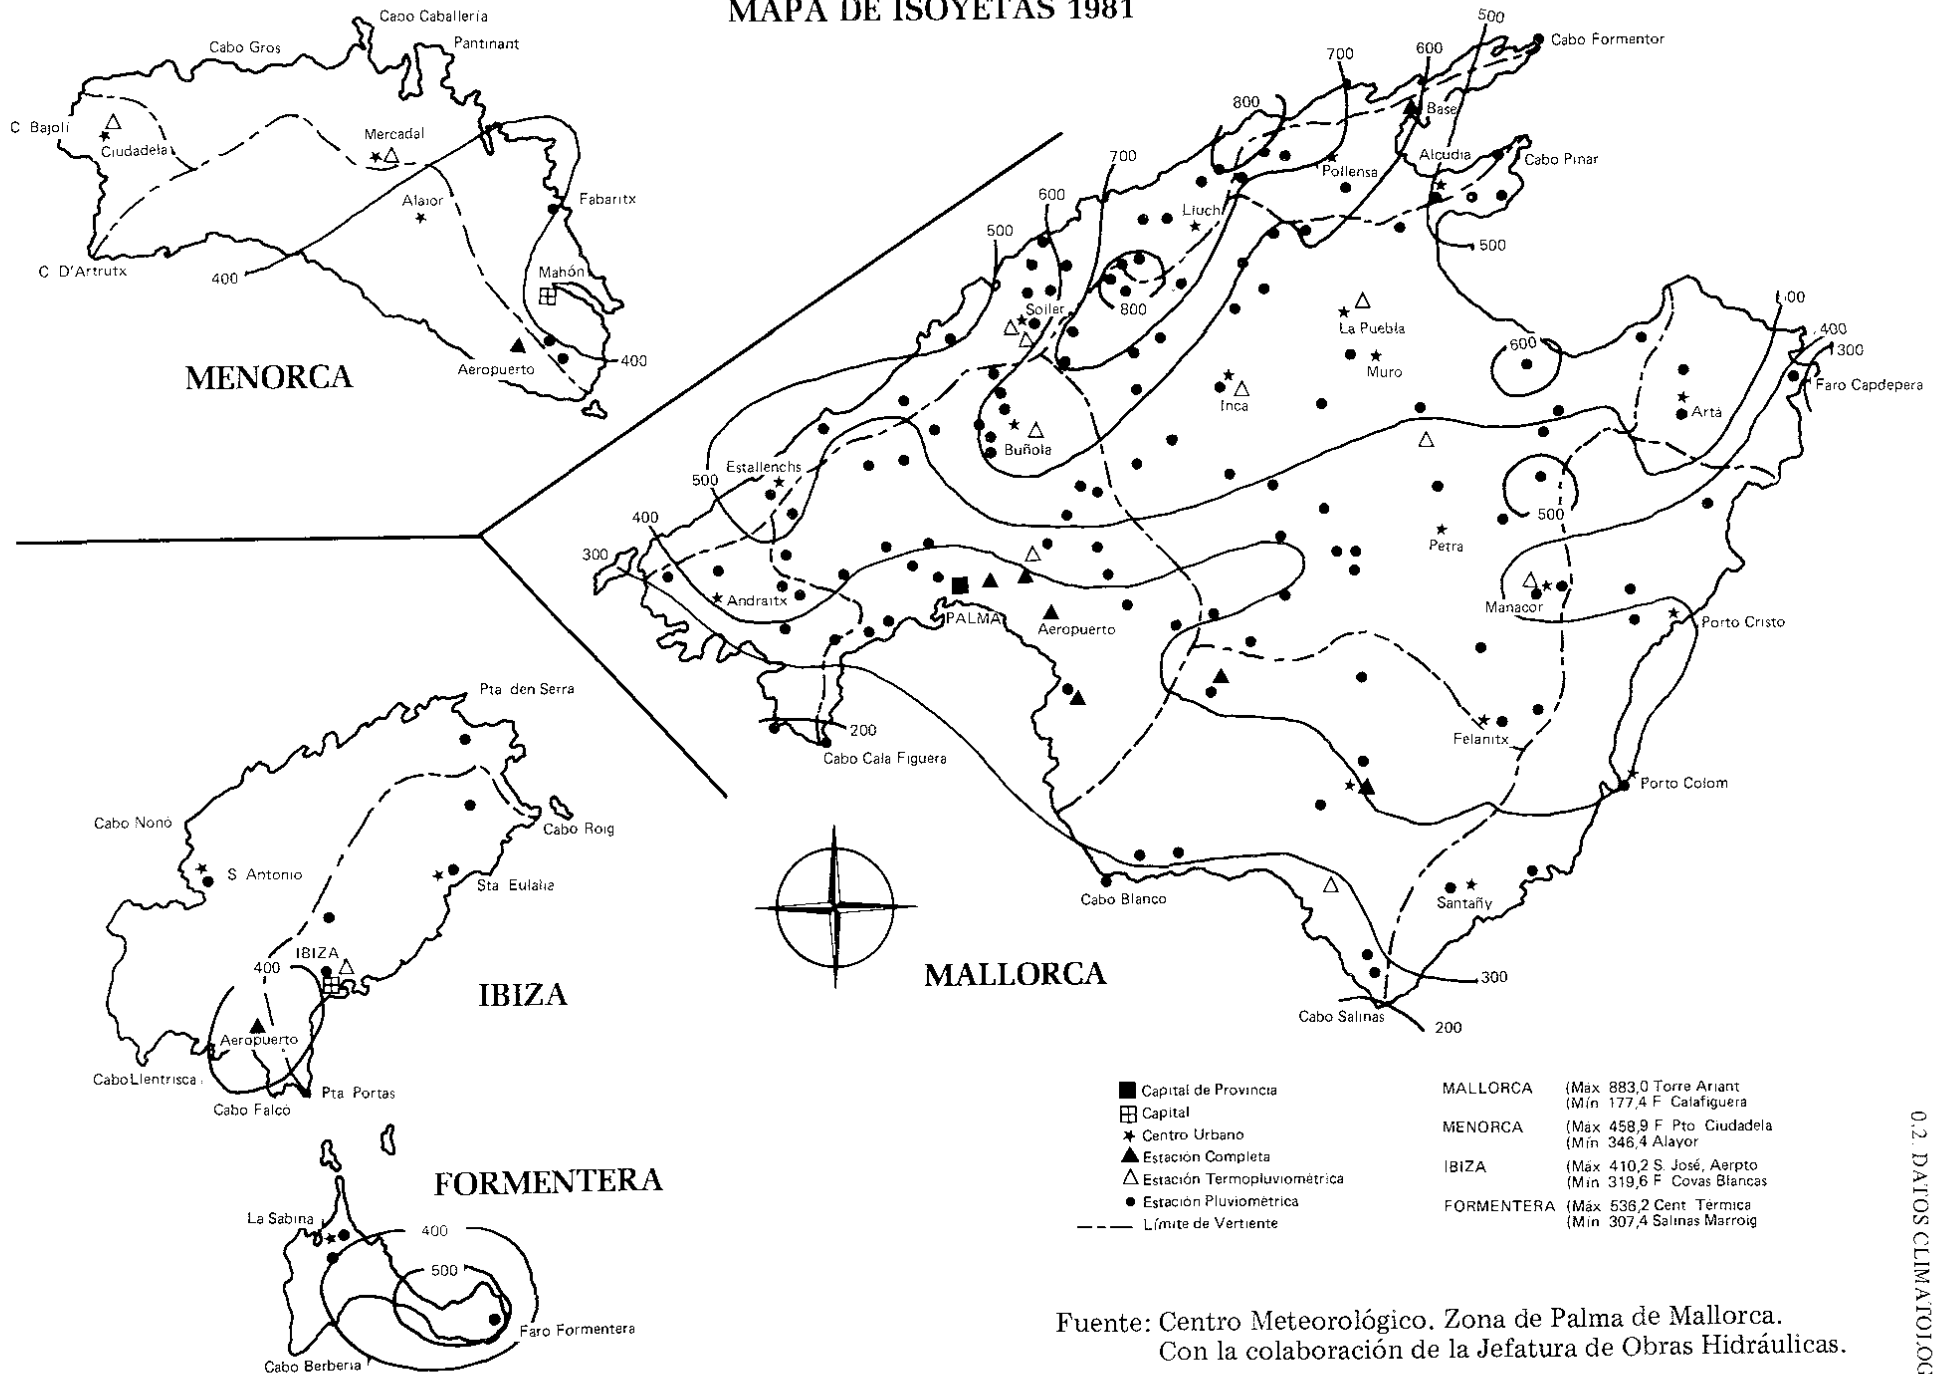 MAPA DE ISOYETAS 1981
Cabo Caballería
Cabo Gros
Pantinant
C Bajolí
Ciudadela
Mercadal
Alaior
Fabaritx
C D'Artrutx
400
Mahón
Aeropuerto
400
MENORCA
500
Cabo Formentor
600
700
800
Base
Alcudia
Cabo Pinar
Pollensa
700
600
Lluch
500
500
800
Soller
La Puebla
Muro
600
400
300
Faro Capdepera
Inca
Artá
Buñola
Estallenchs
500
400
300
500
Petra
Andraitx
PALMA
Aeropuerto
Manacor
Porto Cristo
200
Cabo Cala Figuera
Felanitx
Porto Colom
Cabo Blanco
Santañy
300
Cabo Salinas
200
MALLORCA
Pta den Serra
Cabo Nonó
Cabo Roig
S Antonio
Sta Eulalia
IBIZA
400
Aeropuerto
IBIZA
Cabo Llentrisca
Pta Portas
Cabo Falcó
FORMENTERA
La Sabina
400
500
Faro Formentera
Cabo Berberia
Capital de Provincia
Capital
Centro Urbano
Estación Completa
Estación Termopluviométrica
Estación Pluviométrica
Límite de Vertiente
MALLORCA (Máx 883,0 Torre Ariant
(Mín 177,4 F Calafiguera
MENORCA (Máx 458,9 F Pto Ciudadela
(Mín 346,4 Alayor
IBIZA (Máx 410,2 S. José, Aerpto
(Mín 319,6 F Covas Blancas
FORMENTERA (Máx 536,2 Cent Térmica
(Mín 307,4 Salinas Marroig
Fuente: Centro Meteorológico. Zona de Palma de Mallorca.
Con la colaboración de la Jefatura de Obras Hidráulicas.
0.2. DATOS CLIMATOLOG